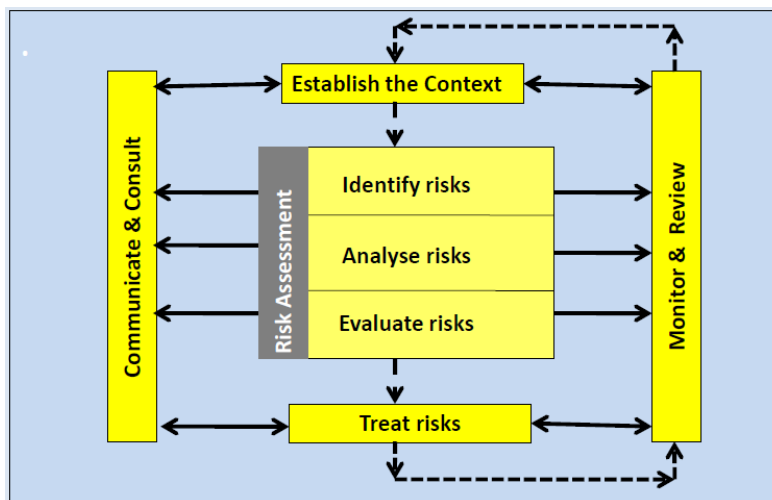 Establish the Context
Communicate & Consult
Risk Assessment
Identify risks
Analyse risks
Evaluate risks
Monitor & Review
Treat risks